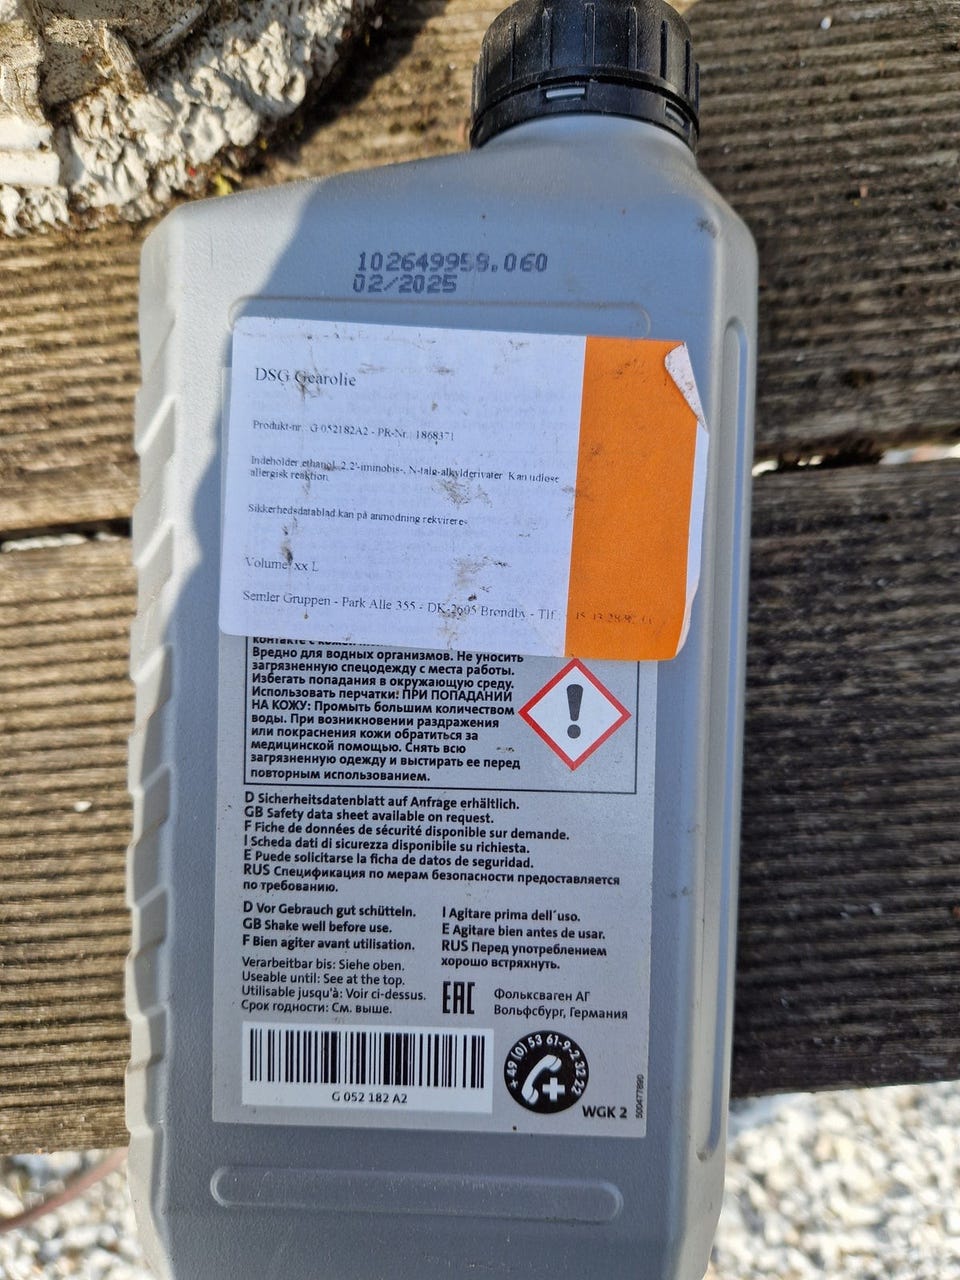 102649958.060
02/2025
DSG Gearolie
Produkt-nr.: G 052182A2 - PR-Nr.: 1868371
Indeholder ethanol, 2,2'-iminobis-, N-talg-alkylderivater. Kan udløse
allergisk reaktion.
Sikkerhedsdatablad kan på anmodning rekvireres
Volume: xx L
Semler Gruppen - Park Alle 355 - DK-2605 Brøndby - Tlf.:
контакте с кожей
Вредно для водных организмов. Не уносить
загрязненную спецодежду с места работы.
Избегать попадания в окружающую среду.
Использовать перчатки: ПРИ ПОПАДАНИИ
НА КОЖУ: Промыть большим количеством
воды. При возникновении раздражения
или покраснения кожи обратиться за
медицинской помощью. Снять всю
загрязненную одежду и выстирать ее перед
повторным использованием.
D Sicherheitsdatenblatt auf Anfrage erhältlich.
GB Safety data sheet available on request.
F Fiche de données de sécurité disponible sur demande.
I Scheda dati di sicurezza disponibile su richiesta.
E Puede solicitarse la ficha de datos de seguridad.
RUS Спецификация по мерам безопасности предоставляется
по требованию.
D Vor Gebrauch gut schütteln.
GB Shake well before use.
F Bien agiter avant utilisation.
I Agitare prima dell´uso.
E Agitare bien antes de usar.
RUS Перед употреблением
хорошо встряхнуть.
Verarbeitbar bis: Siehe oben.
Useable until: See at the top.
Utilisable jusqu'à: Voir ci-dessus.
Срок годности: См. выше.
EAC
Фольксваген АГ
Вольфсбург, Германия
G 052 182 A2
+ 49 (0) 53 61-9-2 32 22
WGK 2
500477890